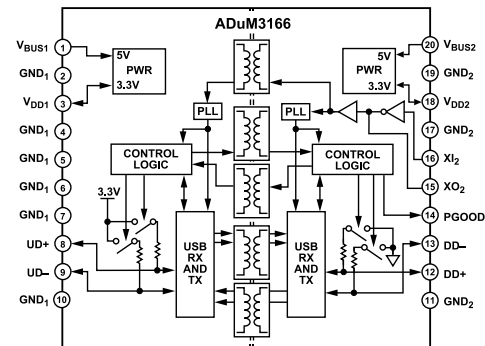 ADuM3166
VBUS1 1
GND1 2
VDD1 3
GND1 4
GND1 5
GND1 6
GND1 7
UD+ 8
UD– 9
GND1 10
5V
PWR
3.3V
PLL
CONTROL
LOGIC
3.3V
USB
RX
AND
TX
5V
PWR
3.3V
PLL
CONTROL
LOGIC
USB
RX
AND
TX
20 VBUS2
19 GND2
18 VDD2
17 GND2
16 XI2
15 XO2
14 PGOOD
13 DD–
12 DD+
11 GND2